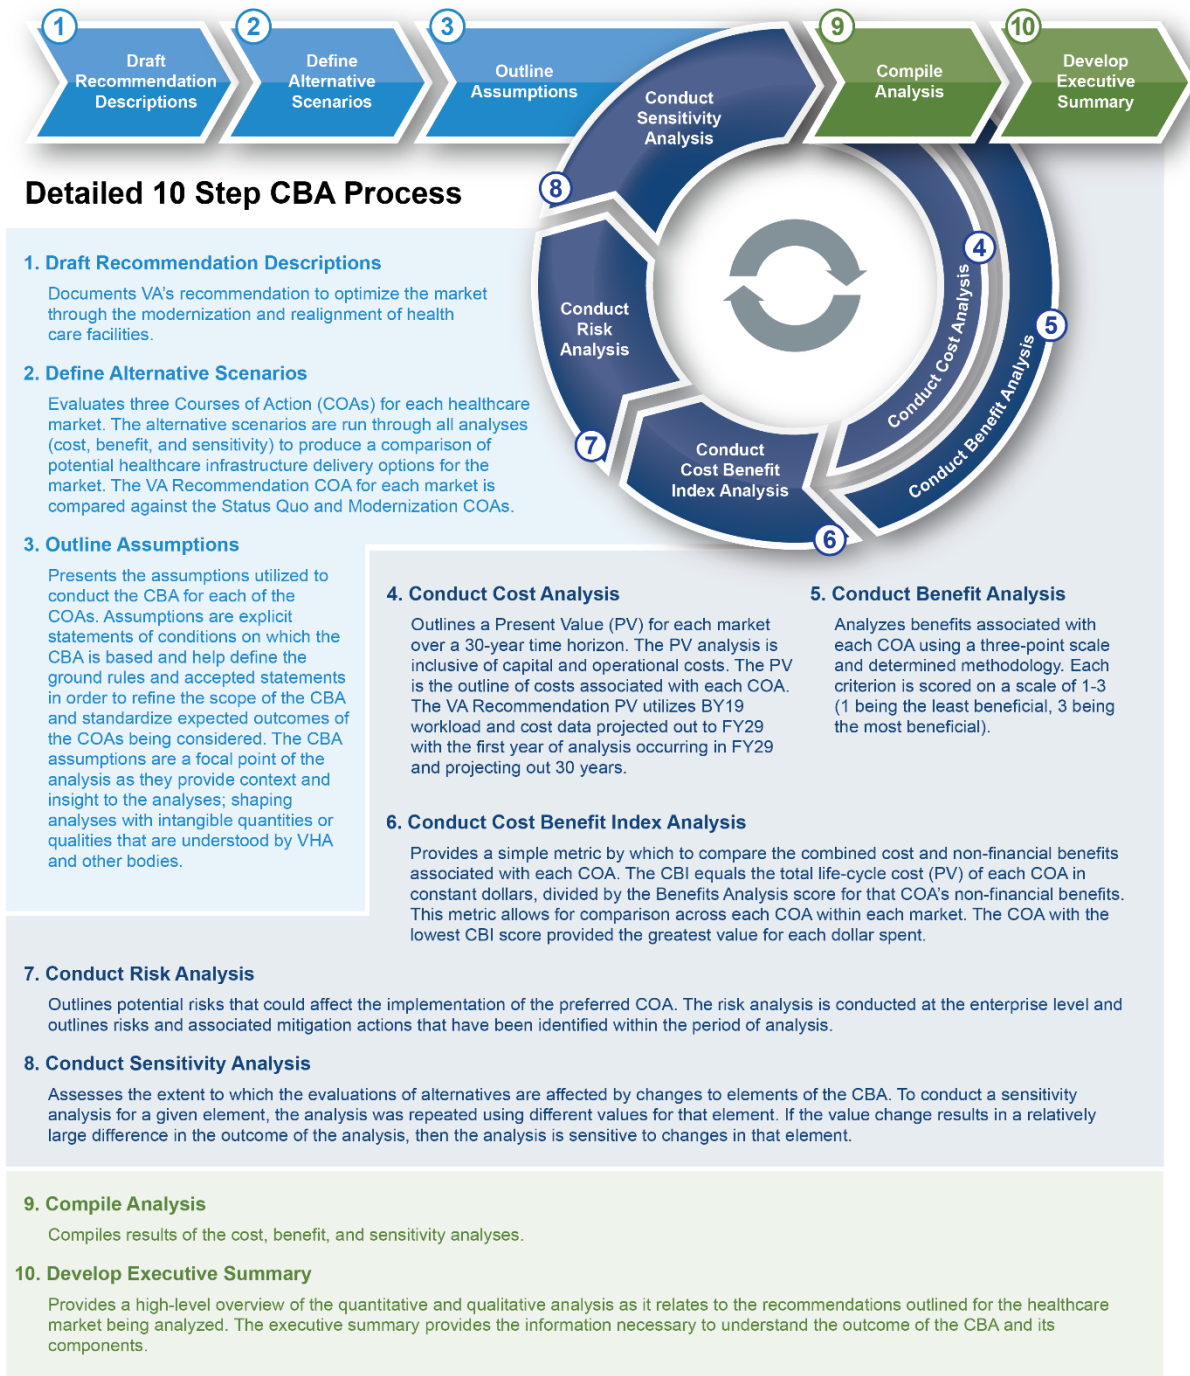 1
Draft
Recommendation
Descriptions
2
Define
Alternative
Scenarios
3
Outline
Assumptions
Conduct
Sensitivity
Analysis
9
Compile
Analysis
10
Develop
Executive
Summary
8
Conduct
Risk
Analysis
7
Conduct
Cost Benefit
Index Analysis
6
4
Conduct Cost Analysis
5
Conduct Benefit Analysis
Detailed 10 Step CBA Process
1. Draft Recommendation Descriptions
Documents VA's recommendation to optimize the market
through the modernization and realignment of health
care facilities.
2. Define Alternative Scenarios
Evaluates three Courses of Action (COAs) for each healthcare
market. The alternative scenarios are run through all analyses
(cost, benefit, and sensitivity) to produce a comparison of
potential healthcare infrastructure delivery options for the
market. The VA Recommendation COA for each market is
compared against the Status Quo and Modernization COAs.
3. Outline Assumptions
Presents the assumptions utilized to
conduct the CBA for each of the
COAs. Assumptions are explicit
statements of conditions on which the
CBA is based and help define the
ground rules and accepted statements
in order to refine the scope of the CBA
and standardize expected outcomes of
the COAs being considered. The CBA
assumptions are a focal point of the
analysis as they provide context and
insight to the analyses; shaping
analyses with intangible quantities or
qualities that are understood by VHA
and other bodies.
4. Conduct Cost Analysis
Outlines a Present Value (PV) for each market
over a 30-year time horizon. The PV analysis is
inclusive of capital and operational costs. The PV
is the outline of costs associated with each COA.
The VA Recommendation PV utilizes BY19
workload and cost data projected out to FY29
with the first year of analysis occurring in FY29
and projecting out 30 years.
5. Conduct Benefit Analysis
Analyzes benefits associated with
each COA using a three-point scale
and determined methodology. Each
criterion is scored on a scale of 1-3
(1 being the least beneficial, 3 being
the most beneficial).
6. Conduct Cost Benefit Index Analysis
Provides a simple metric by which to compare the combined cost and non-financial benefits
associated with each COA. The CBI equals the total life-cycle cost (PV) of each COA in
constant dollars, divided by the Benefits Analysis score for that COA's non-financial benefits.
This metric allows for comparison across each COA within each market. The COA with the
lowest CBI score provided the greatest value for each dollar spent.
7. Conduct Risk Analysis
Outlines potential risks that could affect the implementation of the preferred COA. The risk analysis is conducted at the enterprise level and
outlines risks and associated mitigation actions that have been identified within the period of analysis.
8. Conduct Sensitivity Analysis
Assesses the extent to which the evaluations of alternatives are affected by changes to elements of the CBA. To conduct a sensitivity
analysis for a given element, the analysis was repeated using different values for that element. If the value change results in a relatively
large difference in the outcome of the analysis, then the analysis is sensitive to changes in that element.
9. Compile Analysis
Compiles results of the cost, benefit, and sensitivity analyses.
10. Develop Executive Summary
Provides a high-level overview of the quantitative and qualitative analysis as it relates to the recommendations outlined for the healthcare
market being analyzed. The executive summary provides the information necessary to understand the outcome of the CBA and its
components.